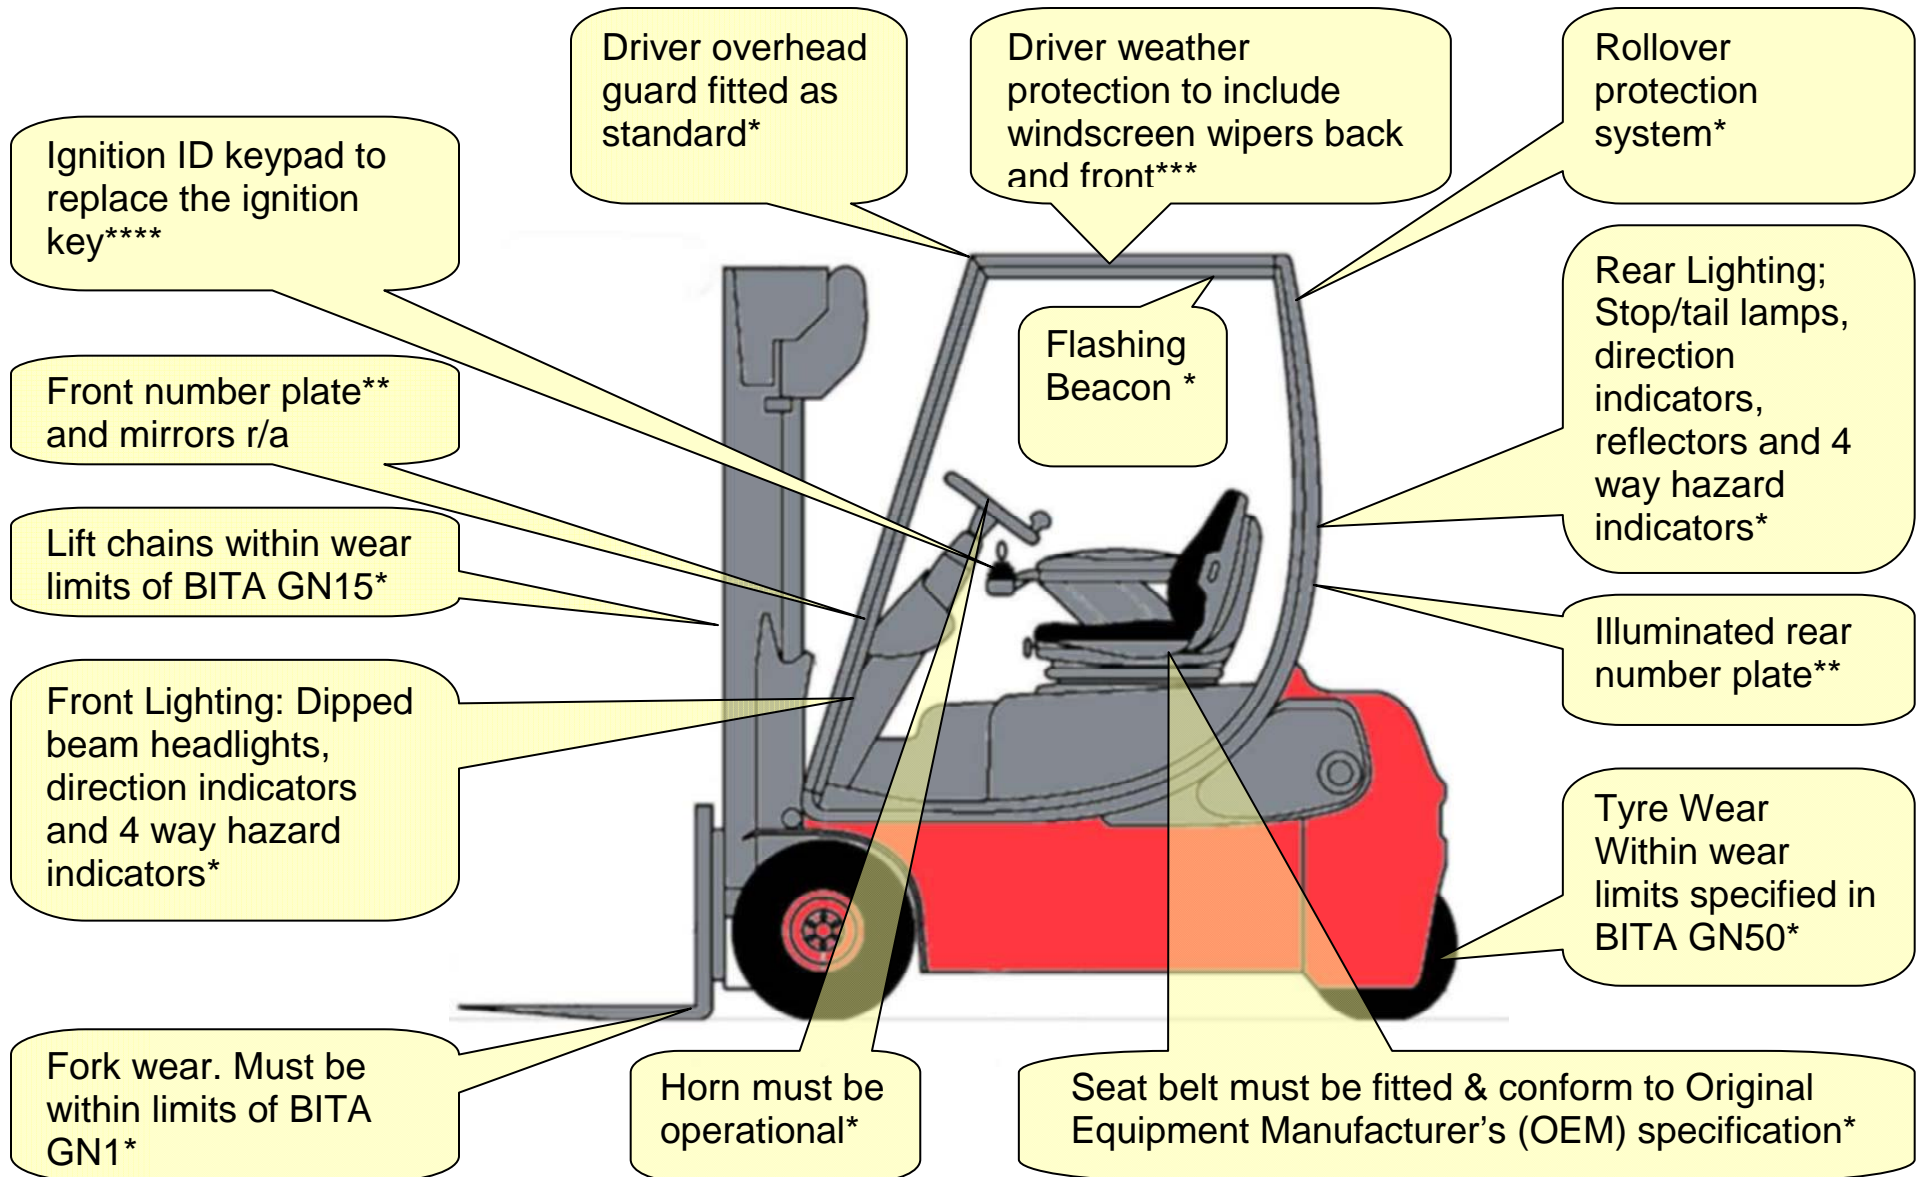 Driver overhead
guard fitted as
standard*
Driver weather
protection to include
windscreen wipers back
and front***
Rollover
protection
system*
Ignition ID keypad to
replace the ignition
key****
Rear Lighting;
Stop/tail lamps,
direction
indicators,
reflectors and 4
way hazard
indicators*
Flashing
Beacon *
Front number plate**
and mirrors r/a
Lift chains within wear
limits of BITA GN15*
Illuminated rear
number plate**
Front Lighting: Dipped
beam headlights,
direction indicators
and 4 way hazard
indicators*
Tyre Wear
Within wear
limits specified in
BITA GN50*
Fork wear. Must be
within limits of BITA
GN1*
Horn must be
operational*
Seat belt must be fitted & conform to Original
Equipment Manufacturer's (OEM) specification*